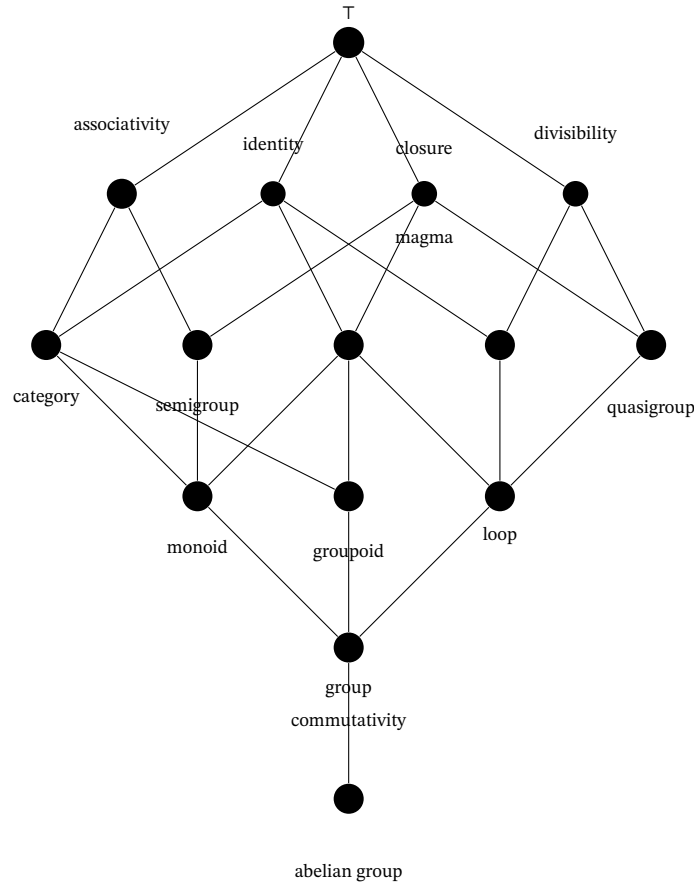 ⊤
associativity
identity
closure
divisibility
magma
category
semigroup
quasigroup
monoid
groupoid
loop
group
commutativity
abelian group